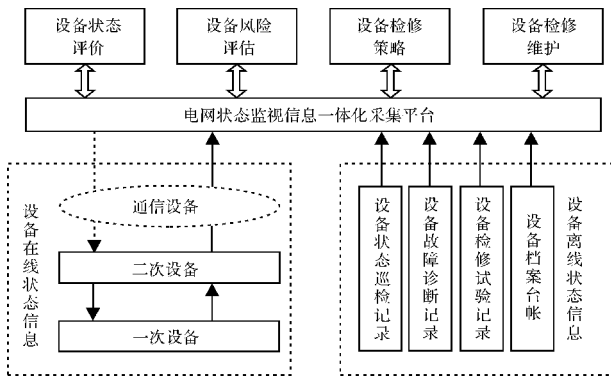 设备状态
评价
设备风险
评估
设备检修
策略
设备检修
维护
电网状态监视信息一体化采集平台
设备在线状态信息
通信设备
二次设备
一次设备
设备状态巡检记录
设备故障诊断记录
设备检修试验记录
设备档案台帐
设备离线状态信息